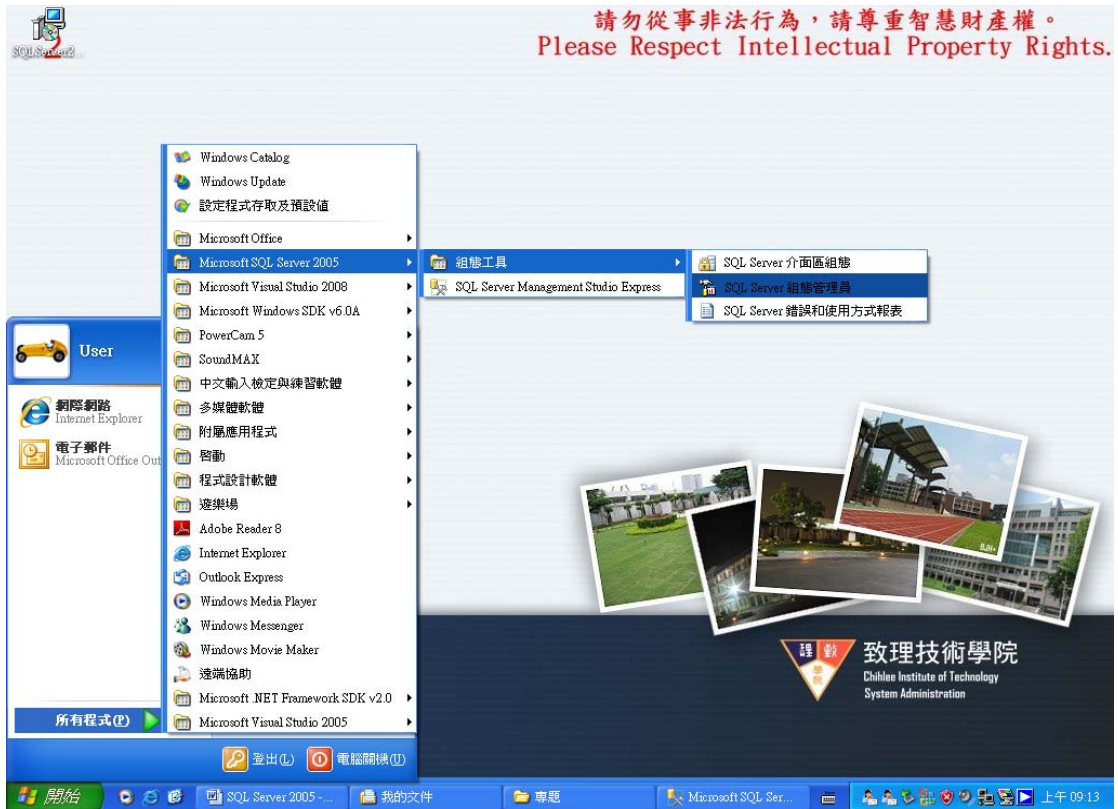 請勿從事非法行為，請尊重智慧財產權。
Please Respect Intellectual Property Rights.
SQLServer2...
Windows Catalog
Windows Update
設定程式存取及預設值
Microsoft Office
Microsoft SQL Server 2005
Microsoft Visual Studio 2008
Microsoft Windows SDK v6.0A
PowerCam 5
SoundMAX
中文輸入檢定與練習軟體
多媒體軟體
附屬應用程式
啟動
程式設計軟體
遊樂場
Adobe Reader 8
Internet Explorer
Outlook Express
Windows Media Player
Windows Messenger
Windows Movie Maker
遠端協助
Microsoft .NET Framework SDK v2.0
Microsoft Visual Studio 2005
組態工具
SQL Server Management Studio Express
SQL Server 介面區組態
SQL Server 組態管理員
SQL Server 錯誤和使用方式報表
User
網際網路
Internet Explorer
電子郵件
Microsoft Office Out
所有程式(P)
登出(L)
電腦關機(U)
致理技術學院
Chihlee Institute of Technology
System Administration
開始
SQL Server 2005 -...
我的文件
專題
Microsoft SQL Ser...
上午 09:13